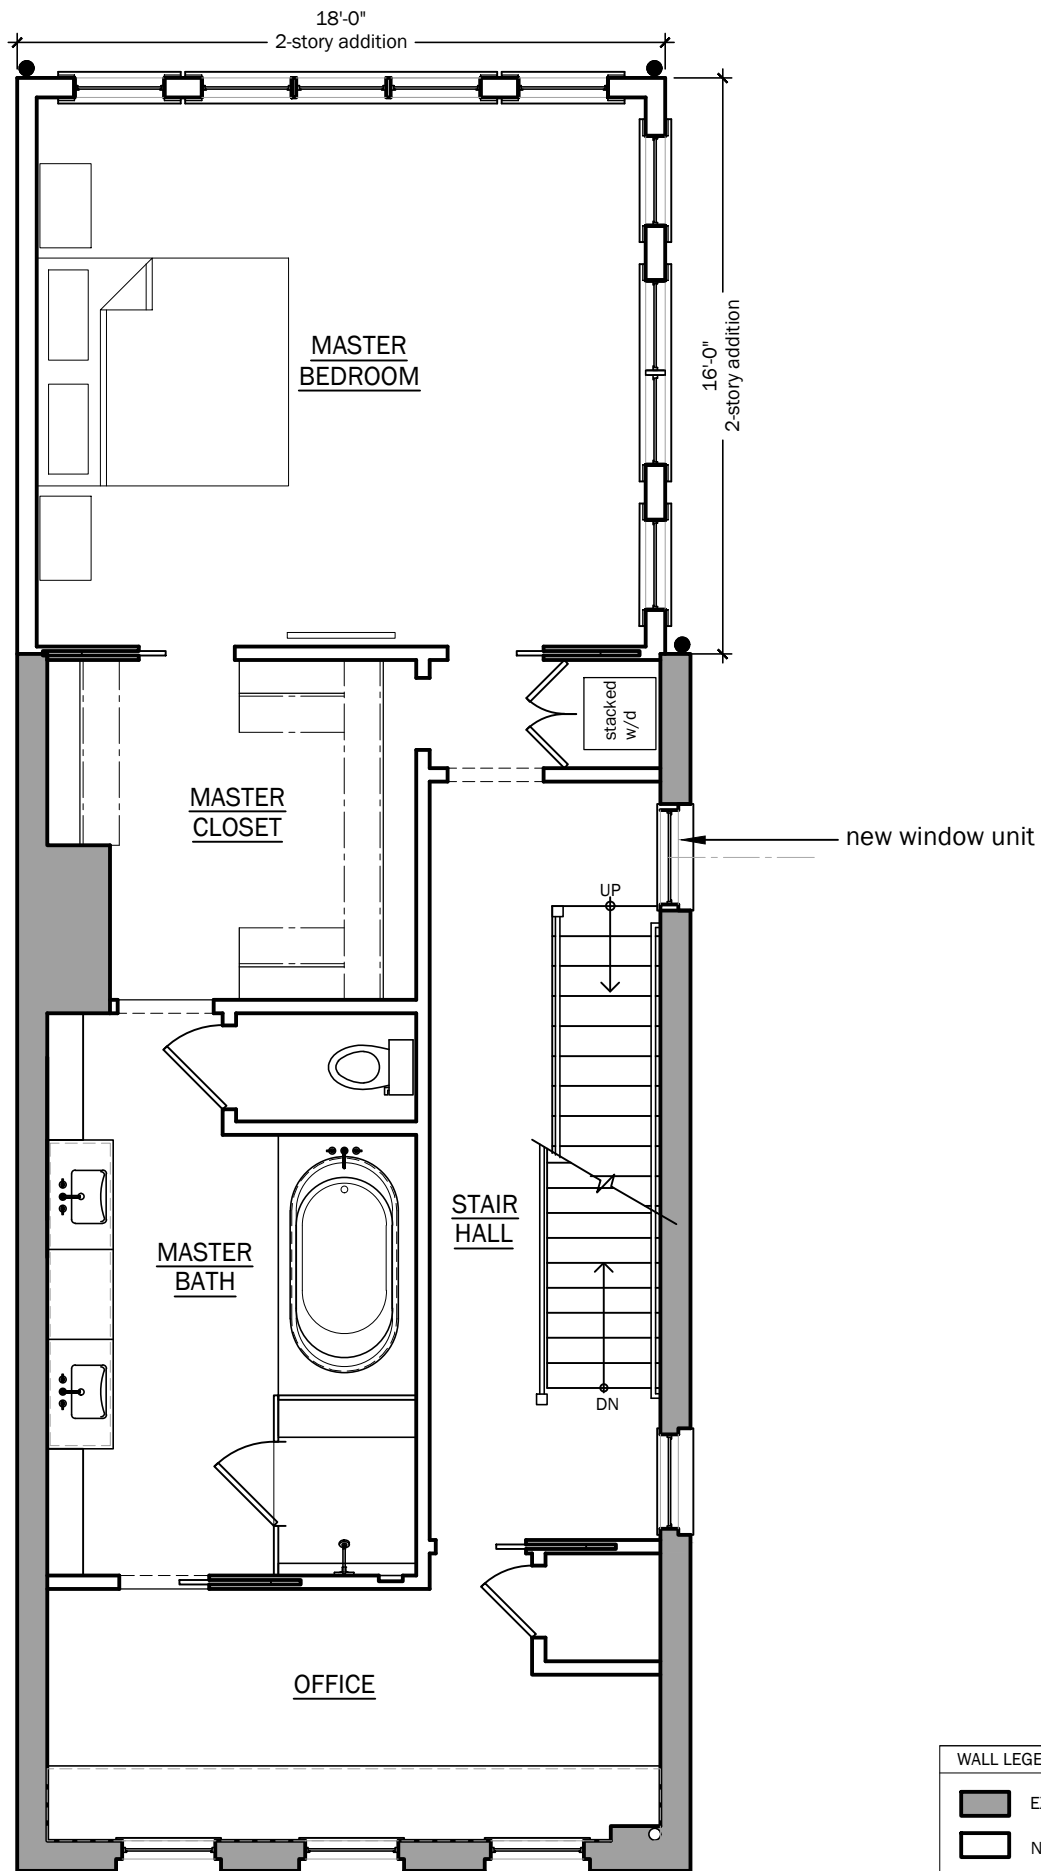 18'-0"
2-story addition
16'-0"
2-story addition
MASTER
BEDROOM
stacked
w/d
MASTER
CLOSET
new window unit
UP
STAIR
HALL
MASTER
BATH
DN
OFFICE
WALL LEGE
E
N